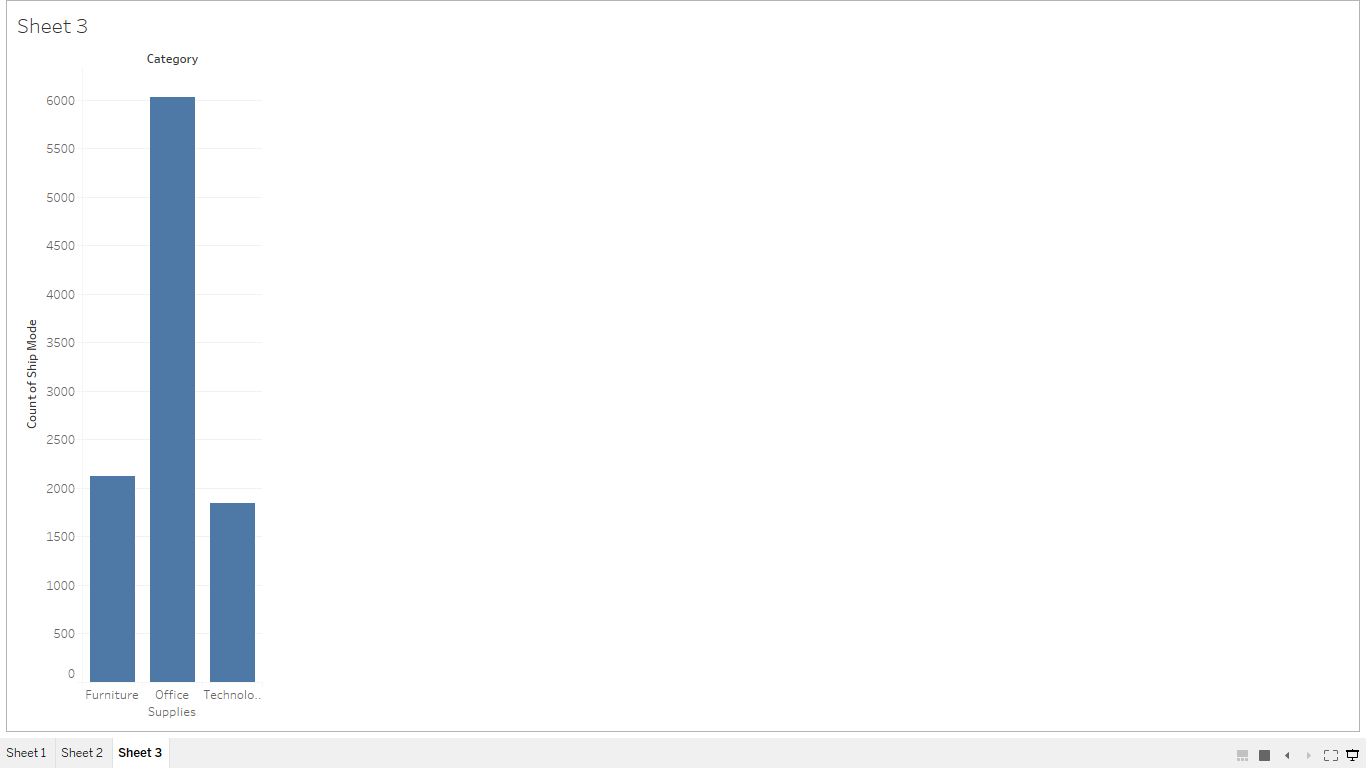 Sheet 3
Category
6000
5500
5000
4500
4000
3500
3000
2500
2000
1500
1000
500
0
Count of Ship Mode
Furniture
Office
Supplies
Technolo..
Sheet 1
Sheet 2
Sheet 3